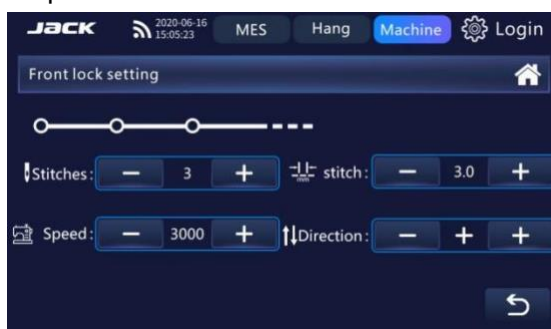 JACK 2020-06-16 15:05:23 MES Hang Machine Login
Front lock setting
Stitches: − 3 + stitch: − 3.0 +
Speed: − 3000 + Direction: − + +